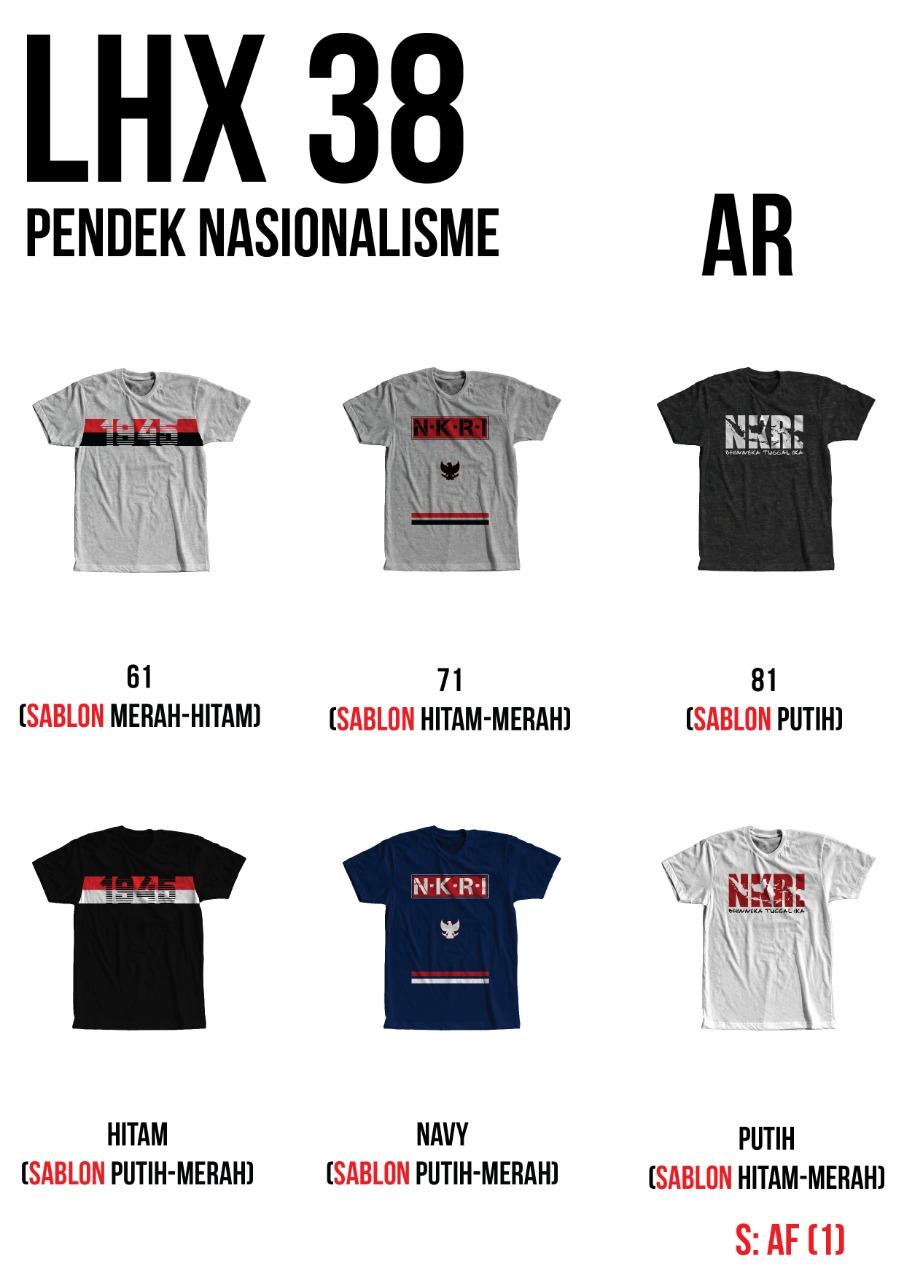 LHX 38
PENDEK NASIONALISME
AR
1945
N·K·R·I
NKRI
BHINNEKA TUGGAL IKA
61
(SABLON MERAH-HITAM)
71
(SABLON HITAM-MERAH)
81
(SABLON PUTIH)
1945
N·K·R·I
NKRI
BHINNEKA TUGGAL IKA
HITAM
(SABLON PUTIH-MERAH)
NAVY
(SABLON PUTIH-MERAH)
PUTIH
(SABLON HITAM-MERAH)
S: AF (1)